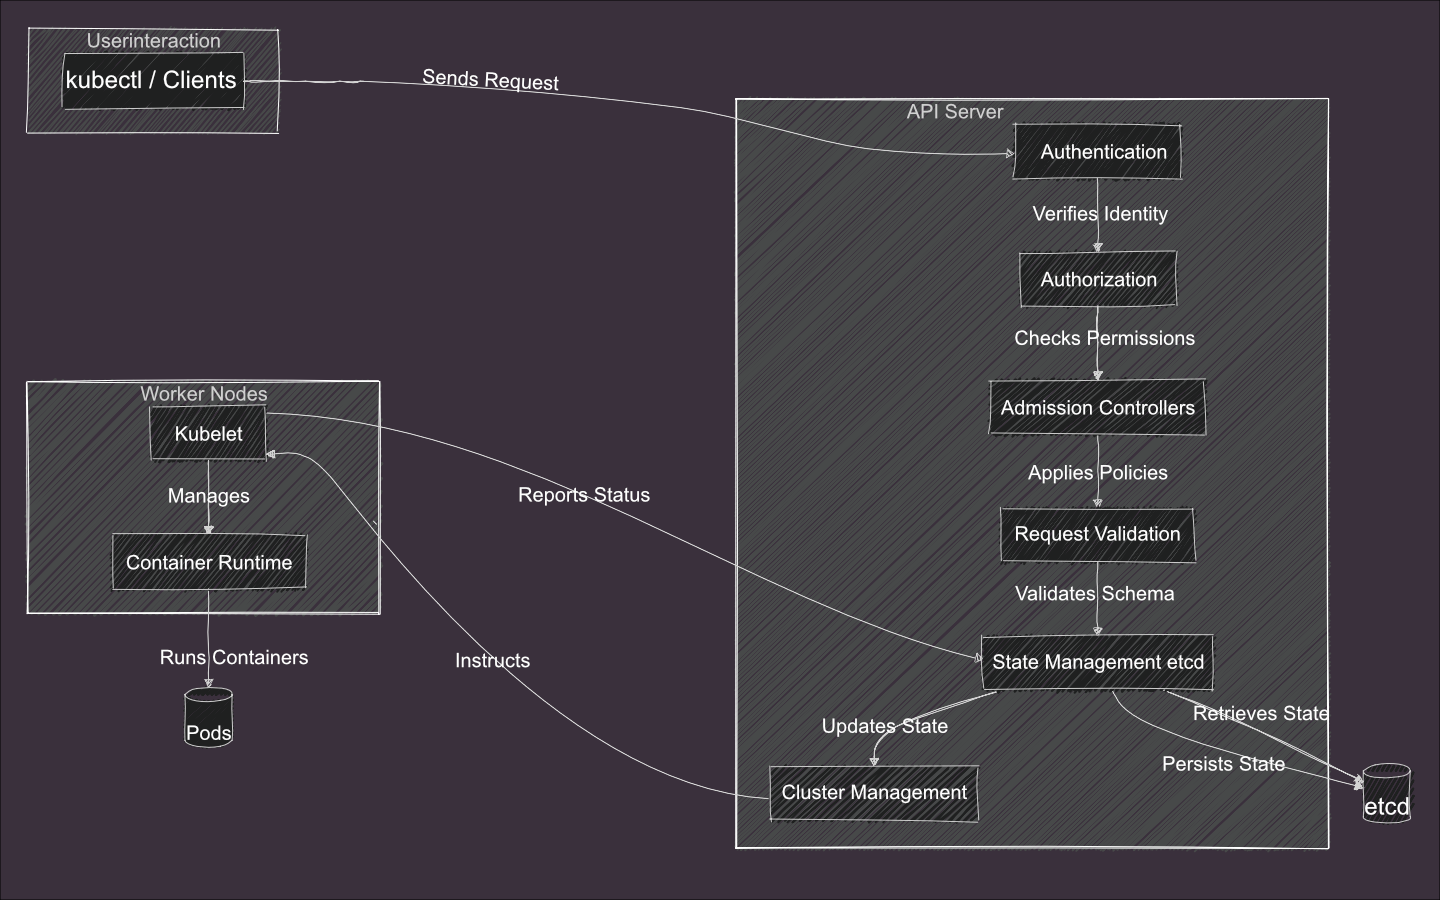 Userinteraction
kubectl / Clients
Sends Request
API Server
Authentication
Verifies Identity
Authorization
Checks Permissions
Admission Controllers
Applies Policies
Request Validation
Validates Schema
State Management etcd
Updates State
Retrieves State
Persists State
Cluster Management
etcd
Worker Nodes
Kubelet
Manages
Container Runtime
Runs Containers
Pods
Reports Status
Instructs